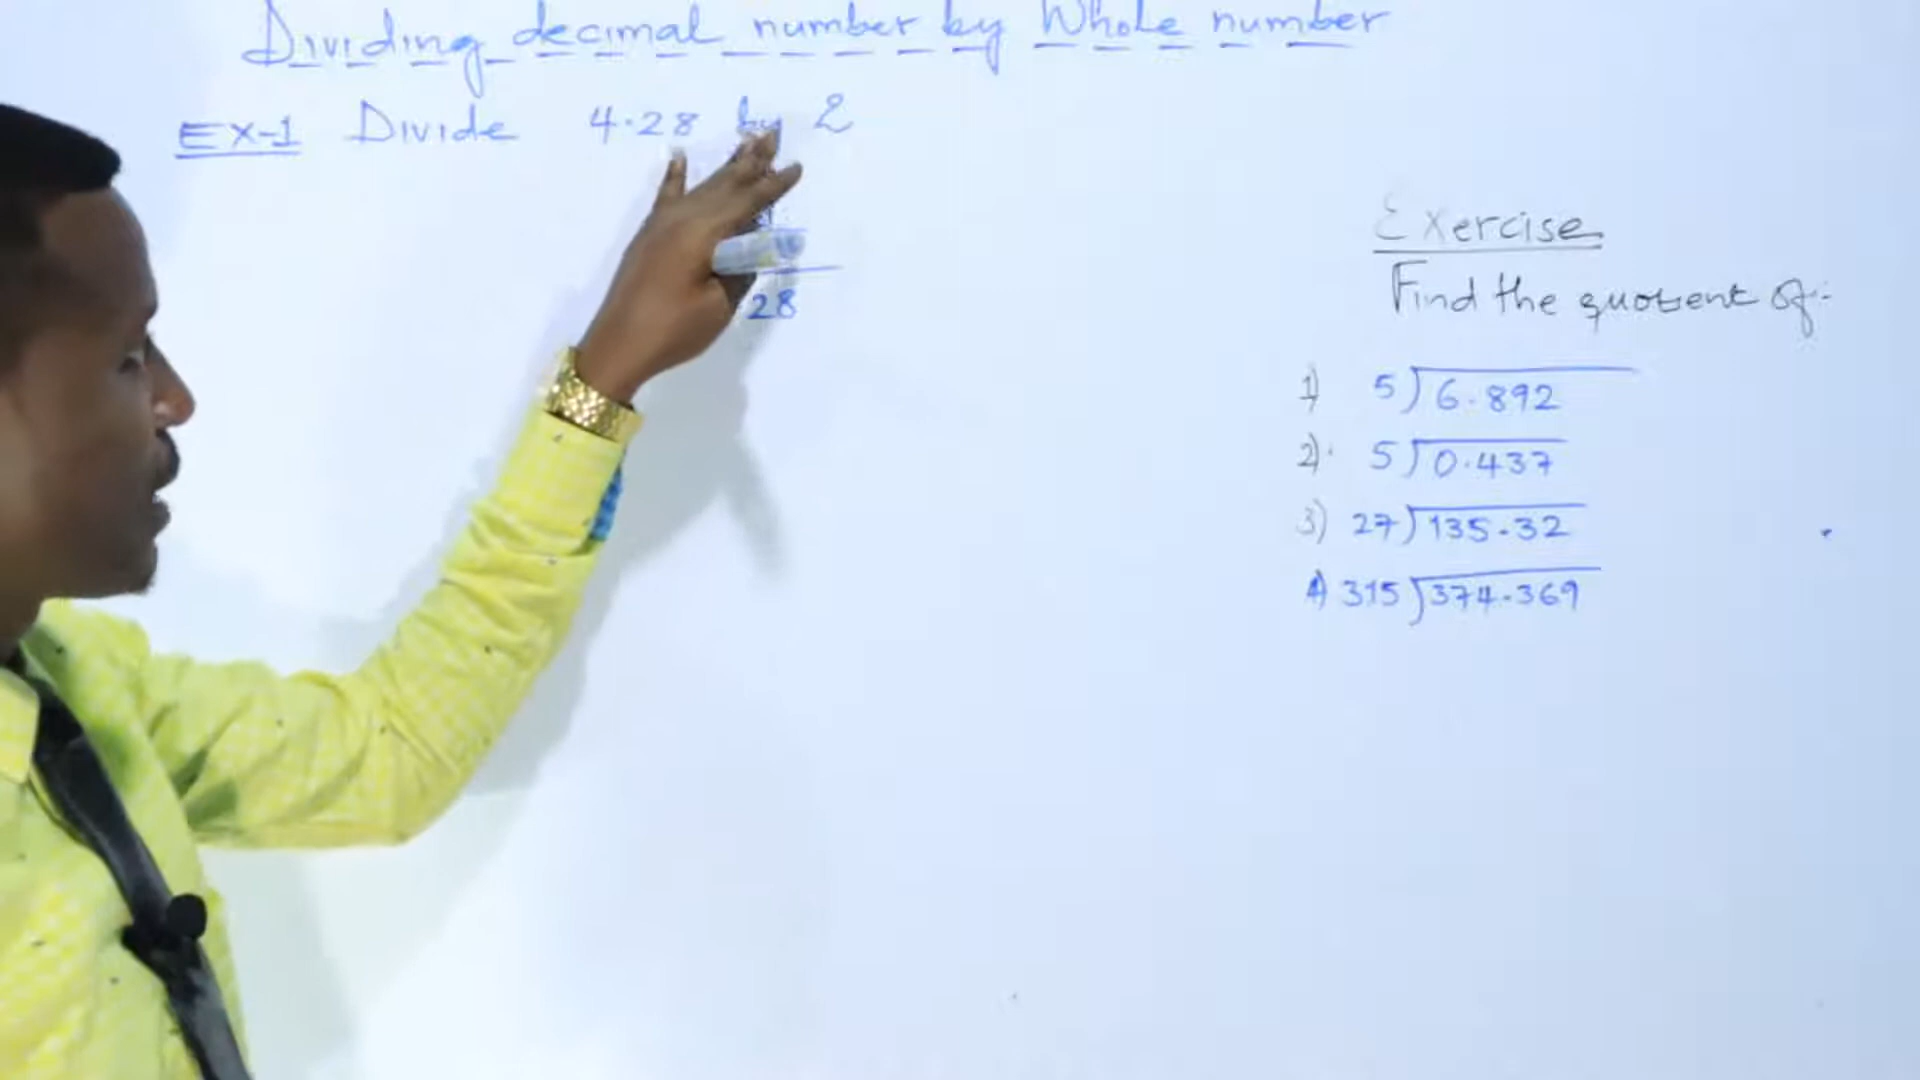 Dividing decimal number by Whole number
EX-1 Divide 4.28 by 2
28
Exercise
Find the quotient of:-
1) 5)6.892
2) 5)0.437
3) 27)135.32
4) 315)374.369